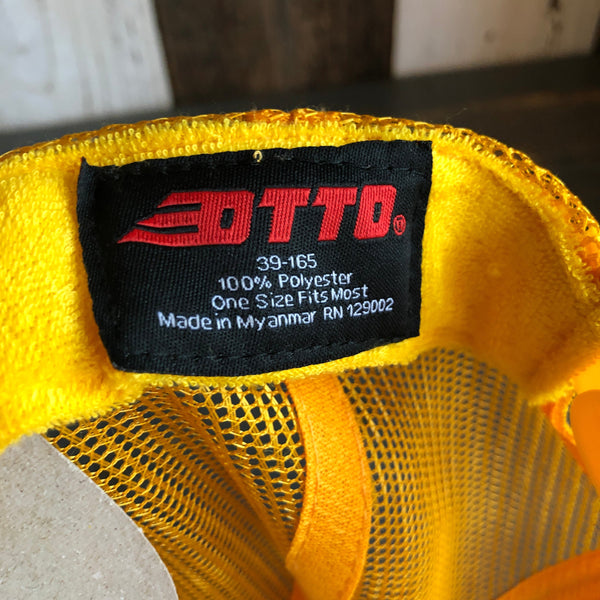 OTTO®
39-165
100% Polyester
One Size Fits Most
Made in Myanmar RN 129002